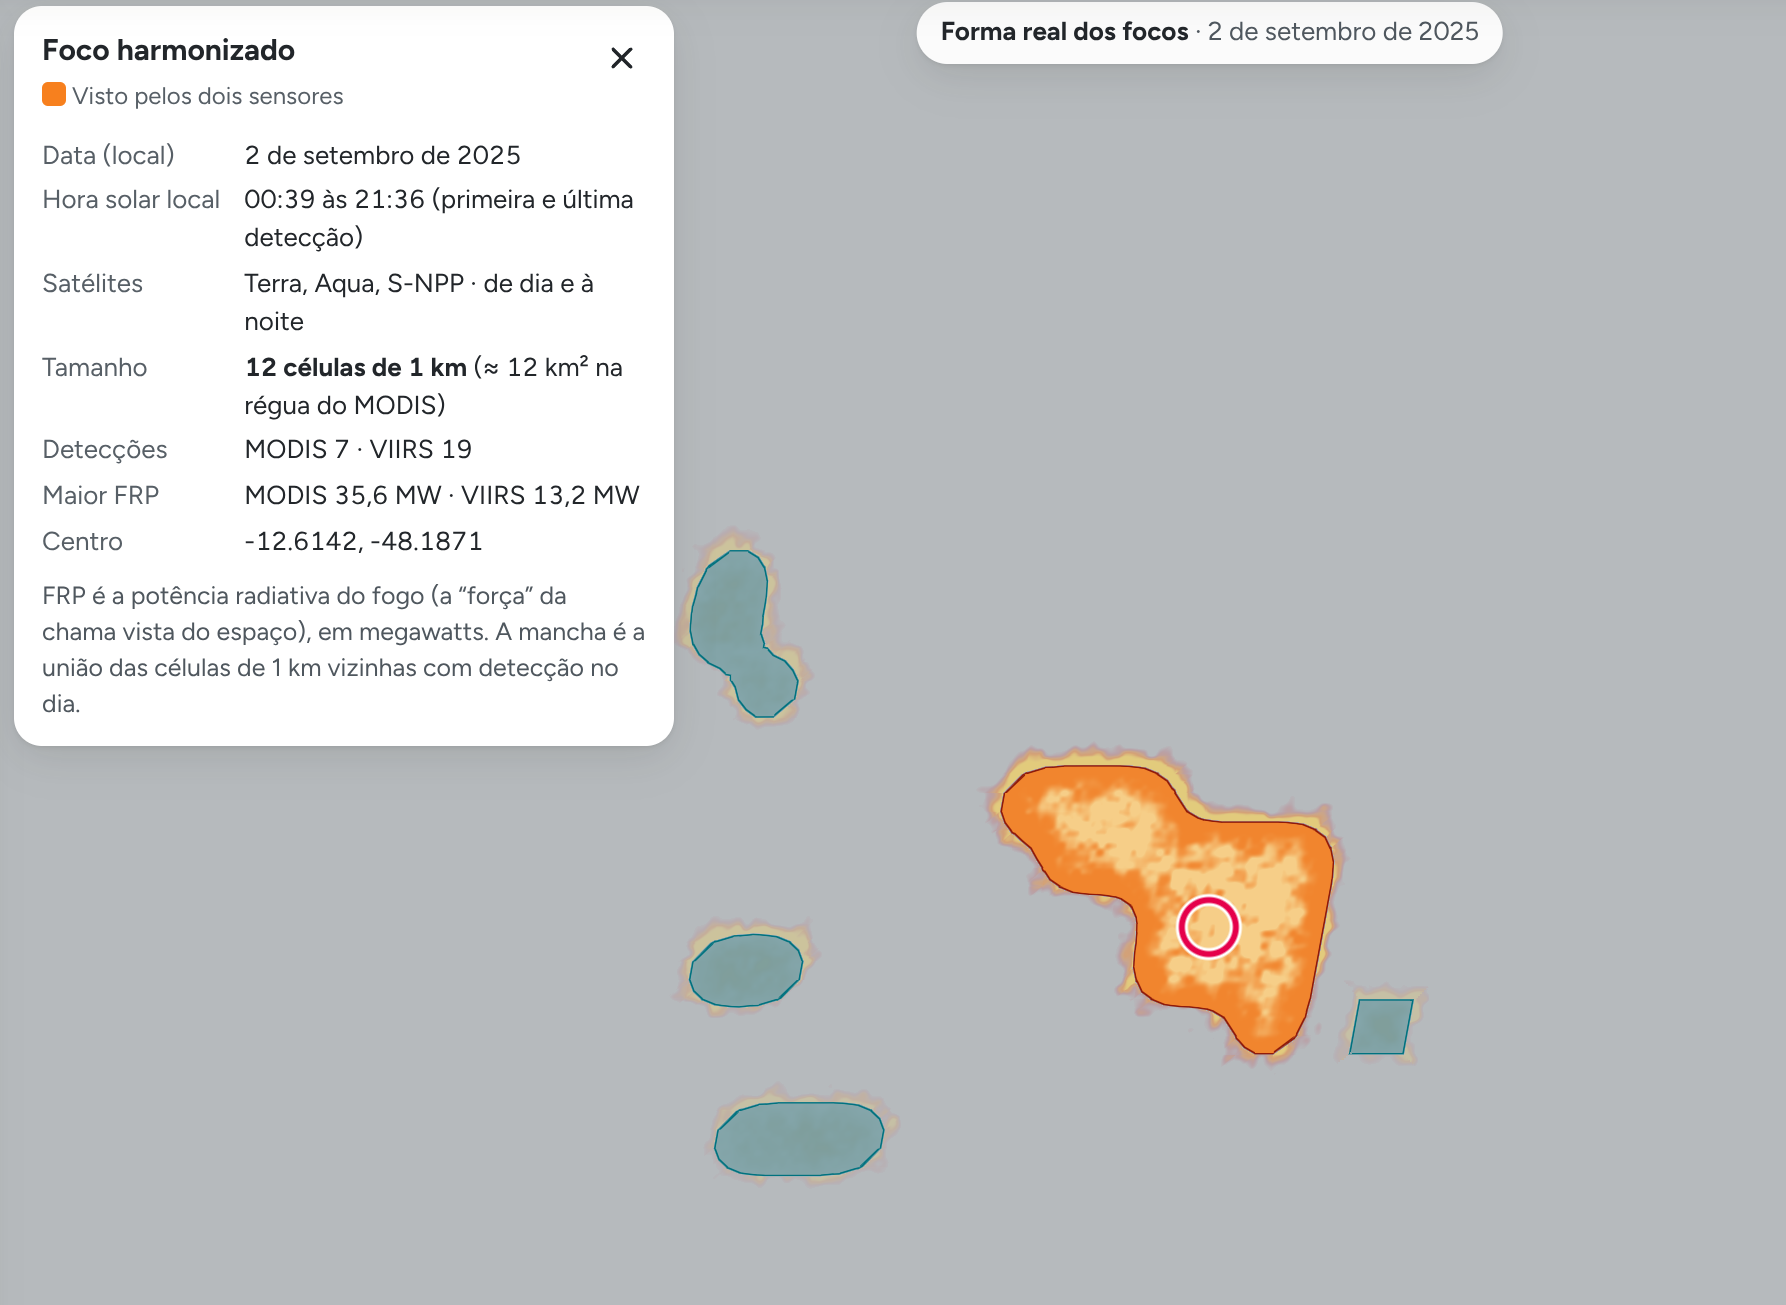 Foco harmonizado
Visto pelos dois sensores
Data (local) 2 de setembro de 2025
Hora solar local 00:39 às 21:36 (primeira e última
detecção)
Satélites Terra, Aqua, S-NPP · de dia e à
noite
Tamanho 12 células de 1 km (≈ 12 km² na
régua do MODIS)
Detecções MODIS 7 · VIIRS 19
Maior FRP MODIS 35,6 MW · VIIRS 13,2 MW
Centro -12.6142, -48.1871
FRP é a potência radiativa do fogo (a “força” da
chama vista do espaço), em megawatts. A mancha é a
união das células de 1 km vizinhas com detecção no
dia.
Forma real dos focos · 2 de setembro de 2025